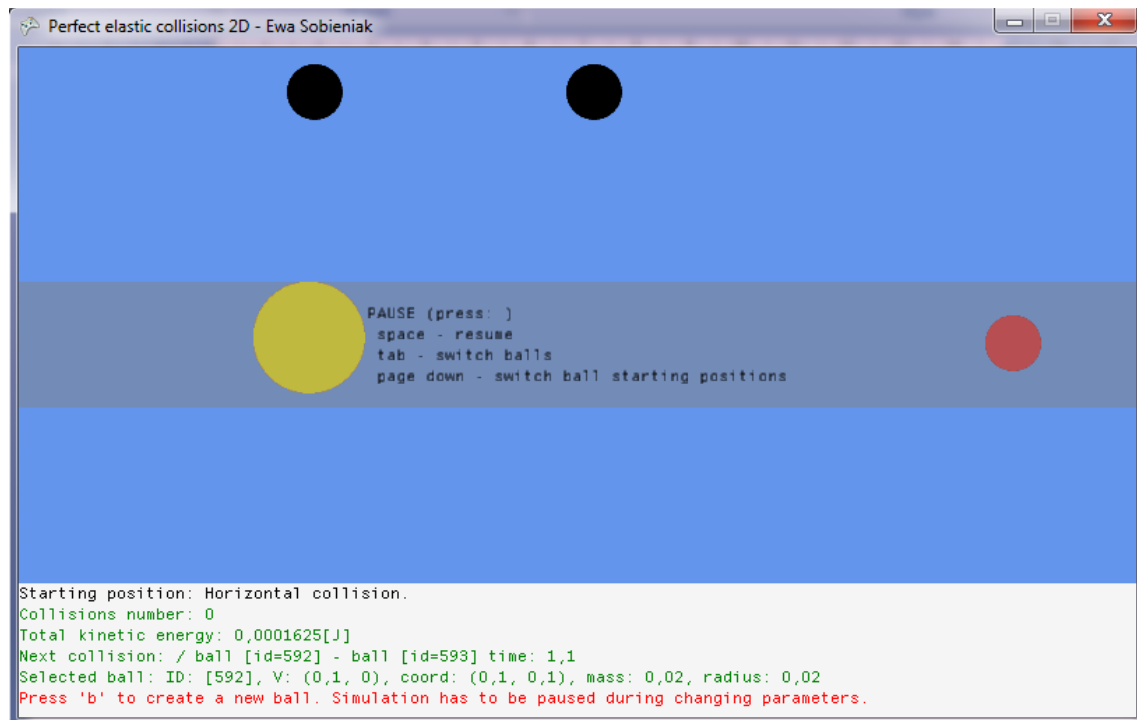 Perfect elastic collisions 2D - Ewa Sobieniak
PAUSE (press: )
space - resume
tab - switch balls
page down - switch ball starting positions
Starting position: Horizontal collision.
Collisions number: 0
Total kinetic energy: 0,0001625[J]
Next collision: / ball [id=592] - ball [id=593] time: 1,1
Selected ball: ID: [592], V: (0,1, 0), coord: (0,1, 0,1), mass: 0,02, radius: 0,02
Press 'b' to create a new ball. Simulation has to be paused during changing parameters.